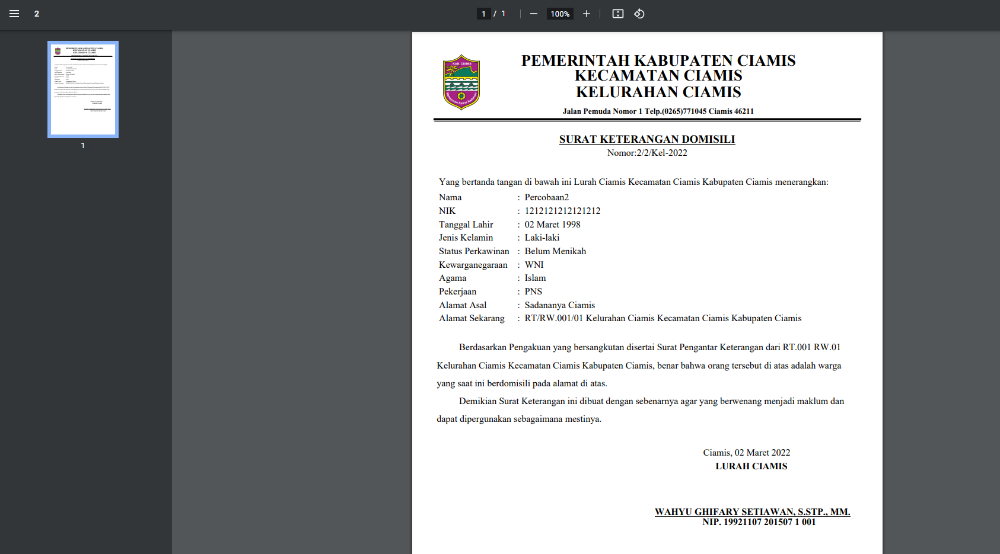 2
1 / 1
100%
1
KAB. CIAMIS
PEMERINTAH KABUPATEN CIAMIS
KECAMATAN CIAMIS
KELURAHAN CIAMIS
Jalan Pemuda Nomor 1 Telp.(0265)771045 Ciamis 46211
SURAT KETERANGAN DOMISILI
Nomor:2/2/Kel-2022
Yang bertanda tangan di bawah ini Lurah Ciamis Kecamatan Ciamis Kabupaten Ciamis menerangkan:
Nama : Percobaan2
NIK : 1212121212121212
Tanggal Lahir : 02 Maret 1998
Jenis Kelamin : Laki-laki
Status Perkawinan : Belum Menikah
Kewarganegaraan : WNI
Agama : Islam
Pekerjaan : PNS
Alamat Asal : Sadananya Ciamis
Alamat Sekarang : RT/RW.001/01 Kelurahan Ciamis Kecamatan Ciamis Kabupaten Ciamis
Berdasarkan Pengakuan yang bersangkutan disertai Surat Pengantar Keterangan dari RT.001 RW.01
Kelurahan Ciamis Kecamatan Ciamis Kabupaten Ciamis, benar bahwa orang tersebut di atas adalah warga
yang saat ini berdomisili pada alamat di atas.
Demikian Surat Keterangan ini dibuat dengan sebenarnya agar yang berwenang menjadi maklum dan
dapat dipergunakan sebagaimana mestinya.
Ciamis, 02 Maret 2022
LURAH CIAMIS
WAHYU GHIFARY SETIAWAN, S.STP., MM.
NIP. 19921107 201507 1 001